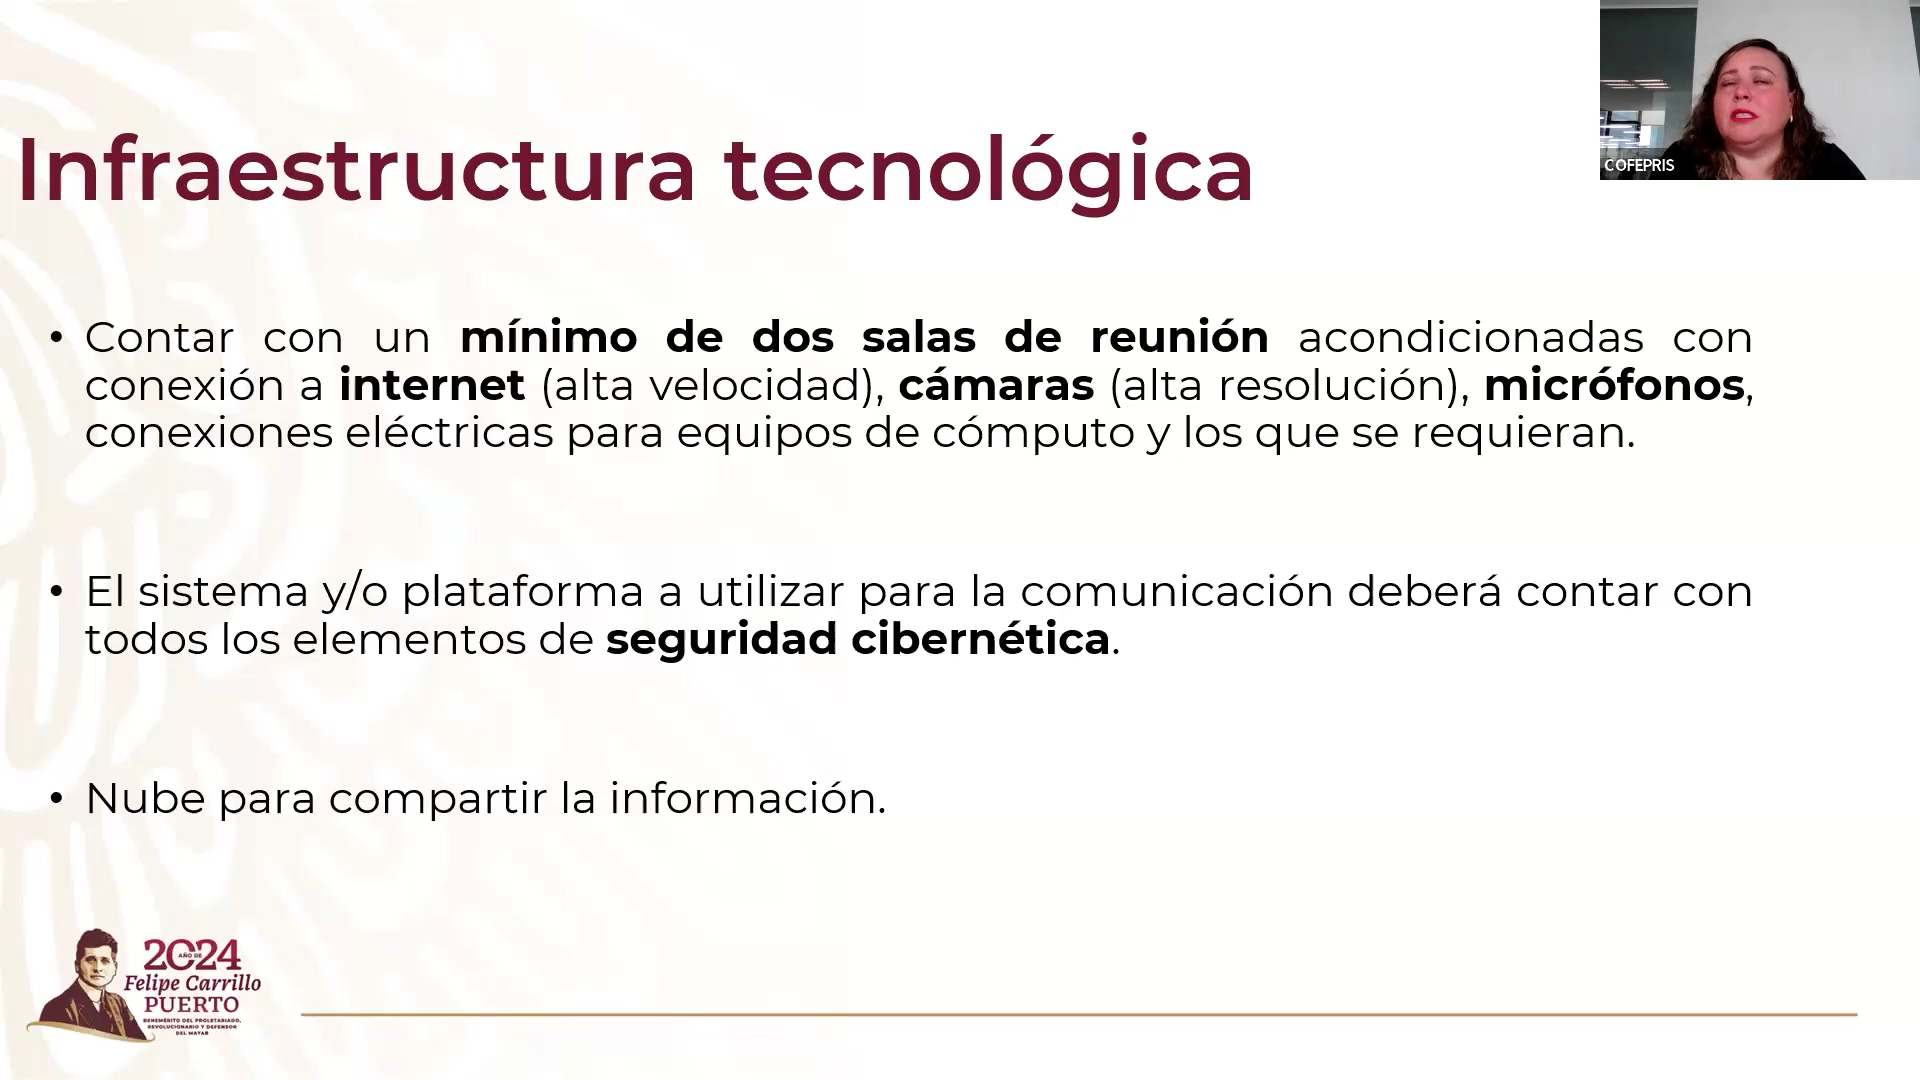 COFEPRIS
Infraestructura tecnológica
• Contar con un mínimo de dos salas de reunión acondicionadas con
conexión a internet (alta velocidad), cámaras (alta resolución), micrófonos,
conexiones eléctricas para equipos de cómputo y los que se requieran.
• El sistema y/o plataforma a utilizar para la comunicación deberá contar con
todos los elementos de seguridad cibernética.
• Nube para compartir la información.
2024
AÑO DE
Felipe Carrillo
PUERTO
BENEMÉRITO DEL PROLETARIADO,
REVOLUCIONARIO Y DEFENSOR
DEL MAYAB